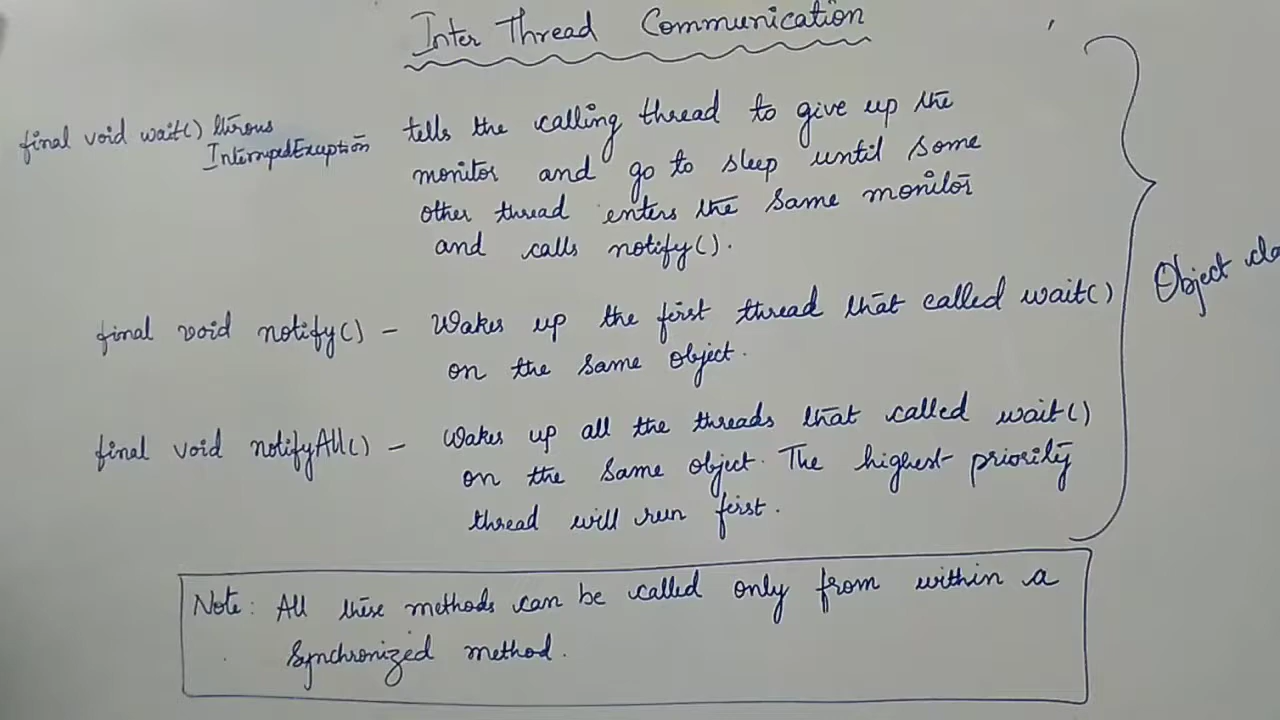 Inter Thread Communication
final void wait() throws
InterrupedException
tells the calling thread to give up the
monitor and go to sleep until some
other thread enters the same monitor
and calls notify().
final void notify() - Wakes up the first thread that called wait()
on the same object.
final void notifyAll() - Wakes up all the threads that called wait()
on the same object. The highest priority
thread will run first.
Object cla
Note: All these methods can be called only from within a
synchronized method.